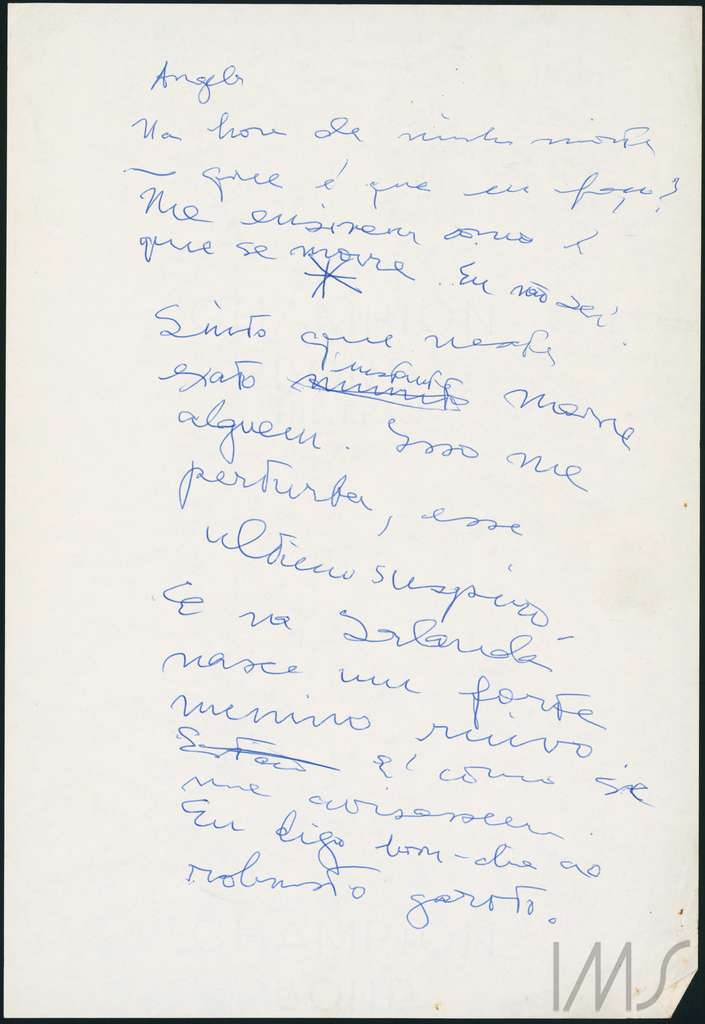 Angela
Na hora de minha morte
— que é que eu faço?
Me ensinem como é
que se morre. Eu não sei.
*
Sinto que neste
exato instante minuto morre
alguem. Isso me
perturba, esse
ultimo suspiro
E na Irlanda
nasce um forte
menino ruivo
É como se
me avisassem.
Eu digo bom-dia ao
robusto garoto.
IMS